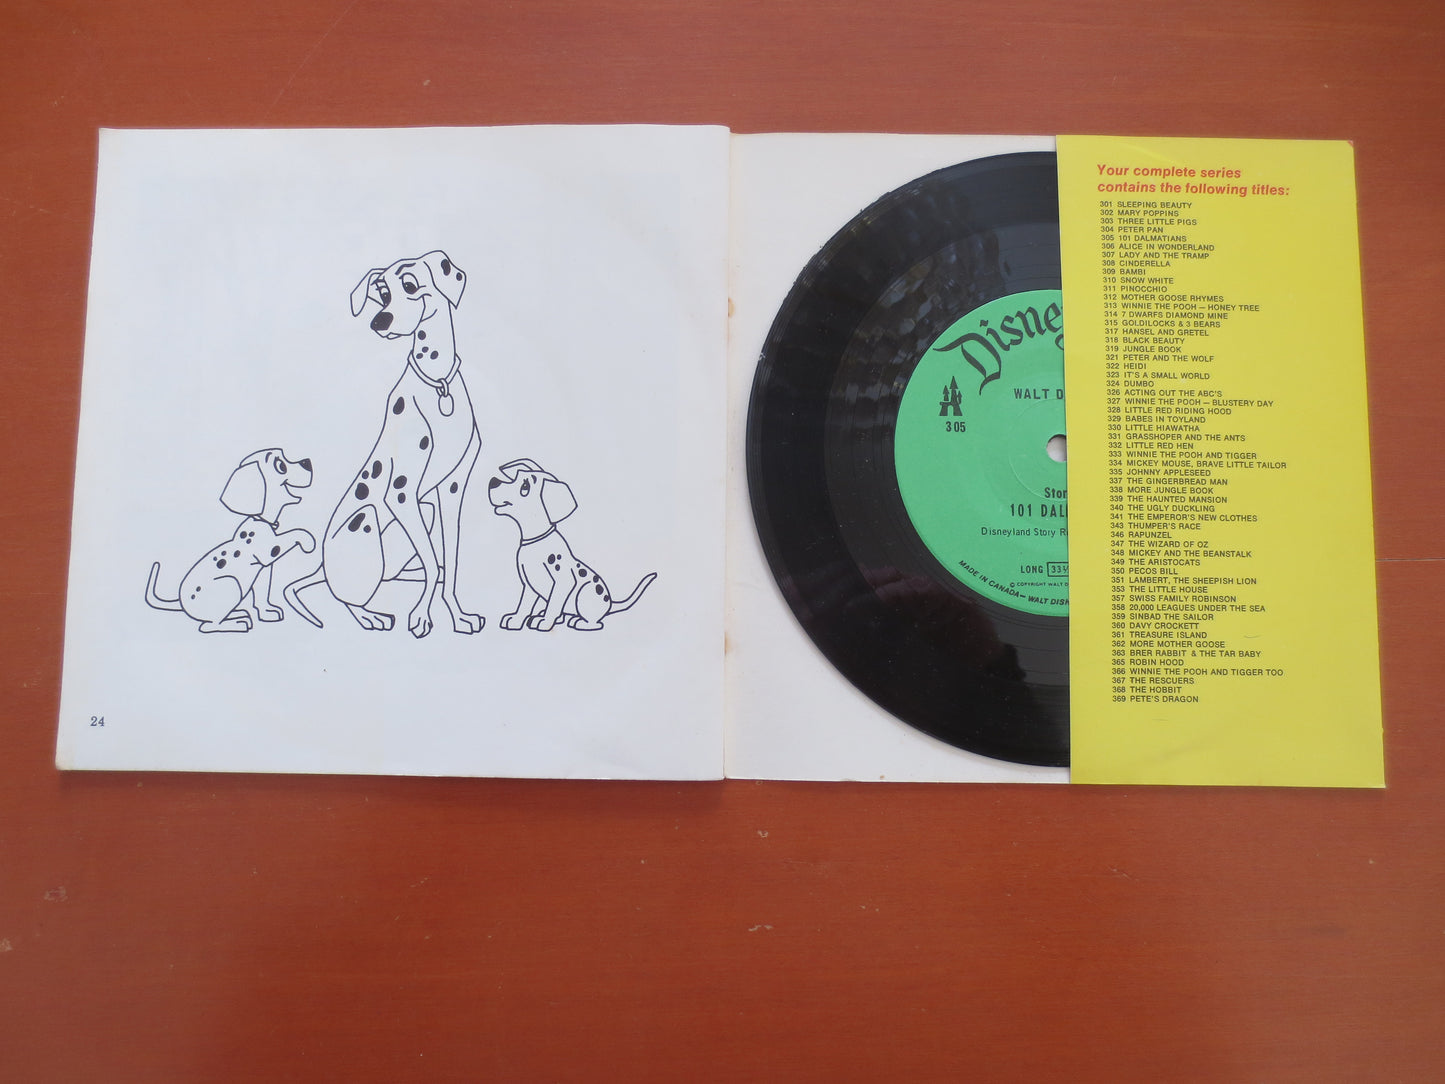 24
Disney
WALT D
305
Stor
101 DAL
Disneyland Story R
LONG 33⅓
© COPYRIGHT WALT D
MADE IN CANADA — WALT DISN
Your complete series
contains the following titles:
301 SLEEPING BEAUTY
302 MARY POPPINS
303 THREE LITTLE PIGS
304 PETER PAN
305 101 DALMATIANS
306 ALICE IN WONDERLAND
307 LADY AND THE TRAMP
308 CINDERELLA
309 BAMBI
310 SNOW WHITE
311 PINOCCHIO
312 MOTHER GOOSE RHYMES
313 WINNIE THE POOH — HONEY TREE
314 7 DWARFS DIAMOND MINE
315 GOLDILOCKS & 3 BEARS
317 HANSEL AND GRETEL
318 BLACK BEAUTY
319 JUNGLE BOOK
321 PETER AND THE WOLF
322 HEIDI
323 IT'S A SMALL WORLD
324 DUMBO
326 ACTING OUT THE ABC'S
327 WINNIE THE POOH — BLUSTERY DAY
328 LITTLE RED RIDING HOOD
329 BABES IN TOYLAND
330 LITTLE HIAWATHA
331 GRASSHOPER AND THE ANTS
332 LITTLE RED HEN
333 WINNIE THE POOH AND TIGGER
334 MICKEY MOUSE, BRAVE LITTLE TAILOR
335 JOHNNY APPLESEED
337 THE GINGERBREAD MAN
338 MORE JUNGLE BOOK
339 THE HAUNTED MANSION
340 THE UGLY DUCKLING
341 THE EMPEROR'S NEW CLOTHES
343 THUMPER'S RACE
346 RAPUNZEL
347 THE WIZARD OF OZ
348 MICKEY AND THE BEANSTALK
349 THE ARISTOCATS
350 PECOS BILL
351 LAMBERT, THE SHEEPISH LION
353 THE LITTLE HOUSE
357 SWISS FAMILY ROBINSON
358 20,000 LEAGUES UNDER THE SEA
359 SINBAD THE SAILOR
360 DAVY CROCKETT
361 TREASURE ISLAND
362 MORE MOTHER GOOSE
363 BRER RABBIT & THE TAR BABY
365 ROBIN HOOD
366 WINNIE THE POOH AND TIGGER TOO
367 THE RESCUERS
368 THE HOBBIT
369 PETE'S DRAGON